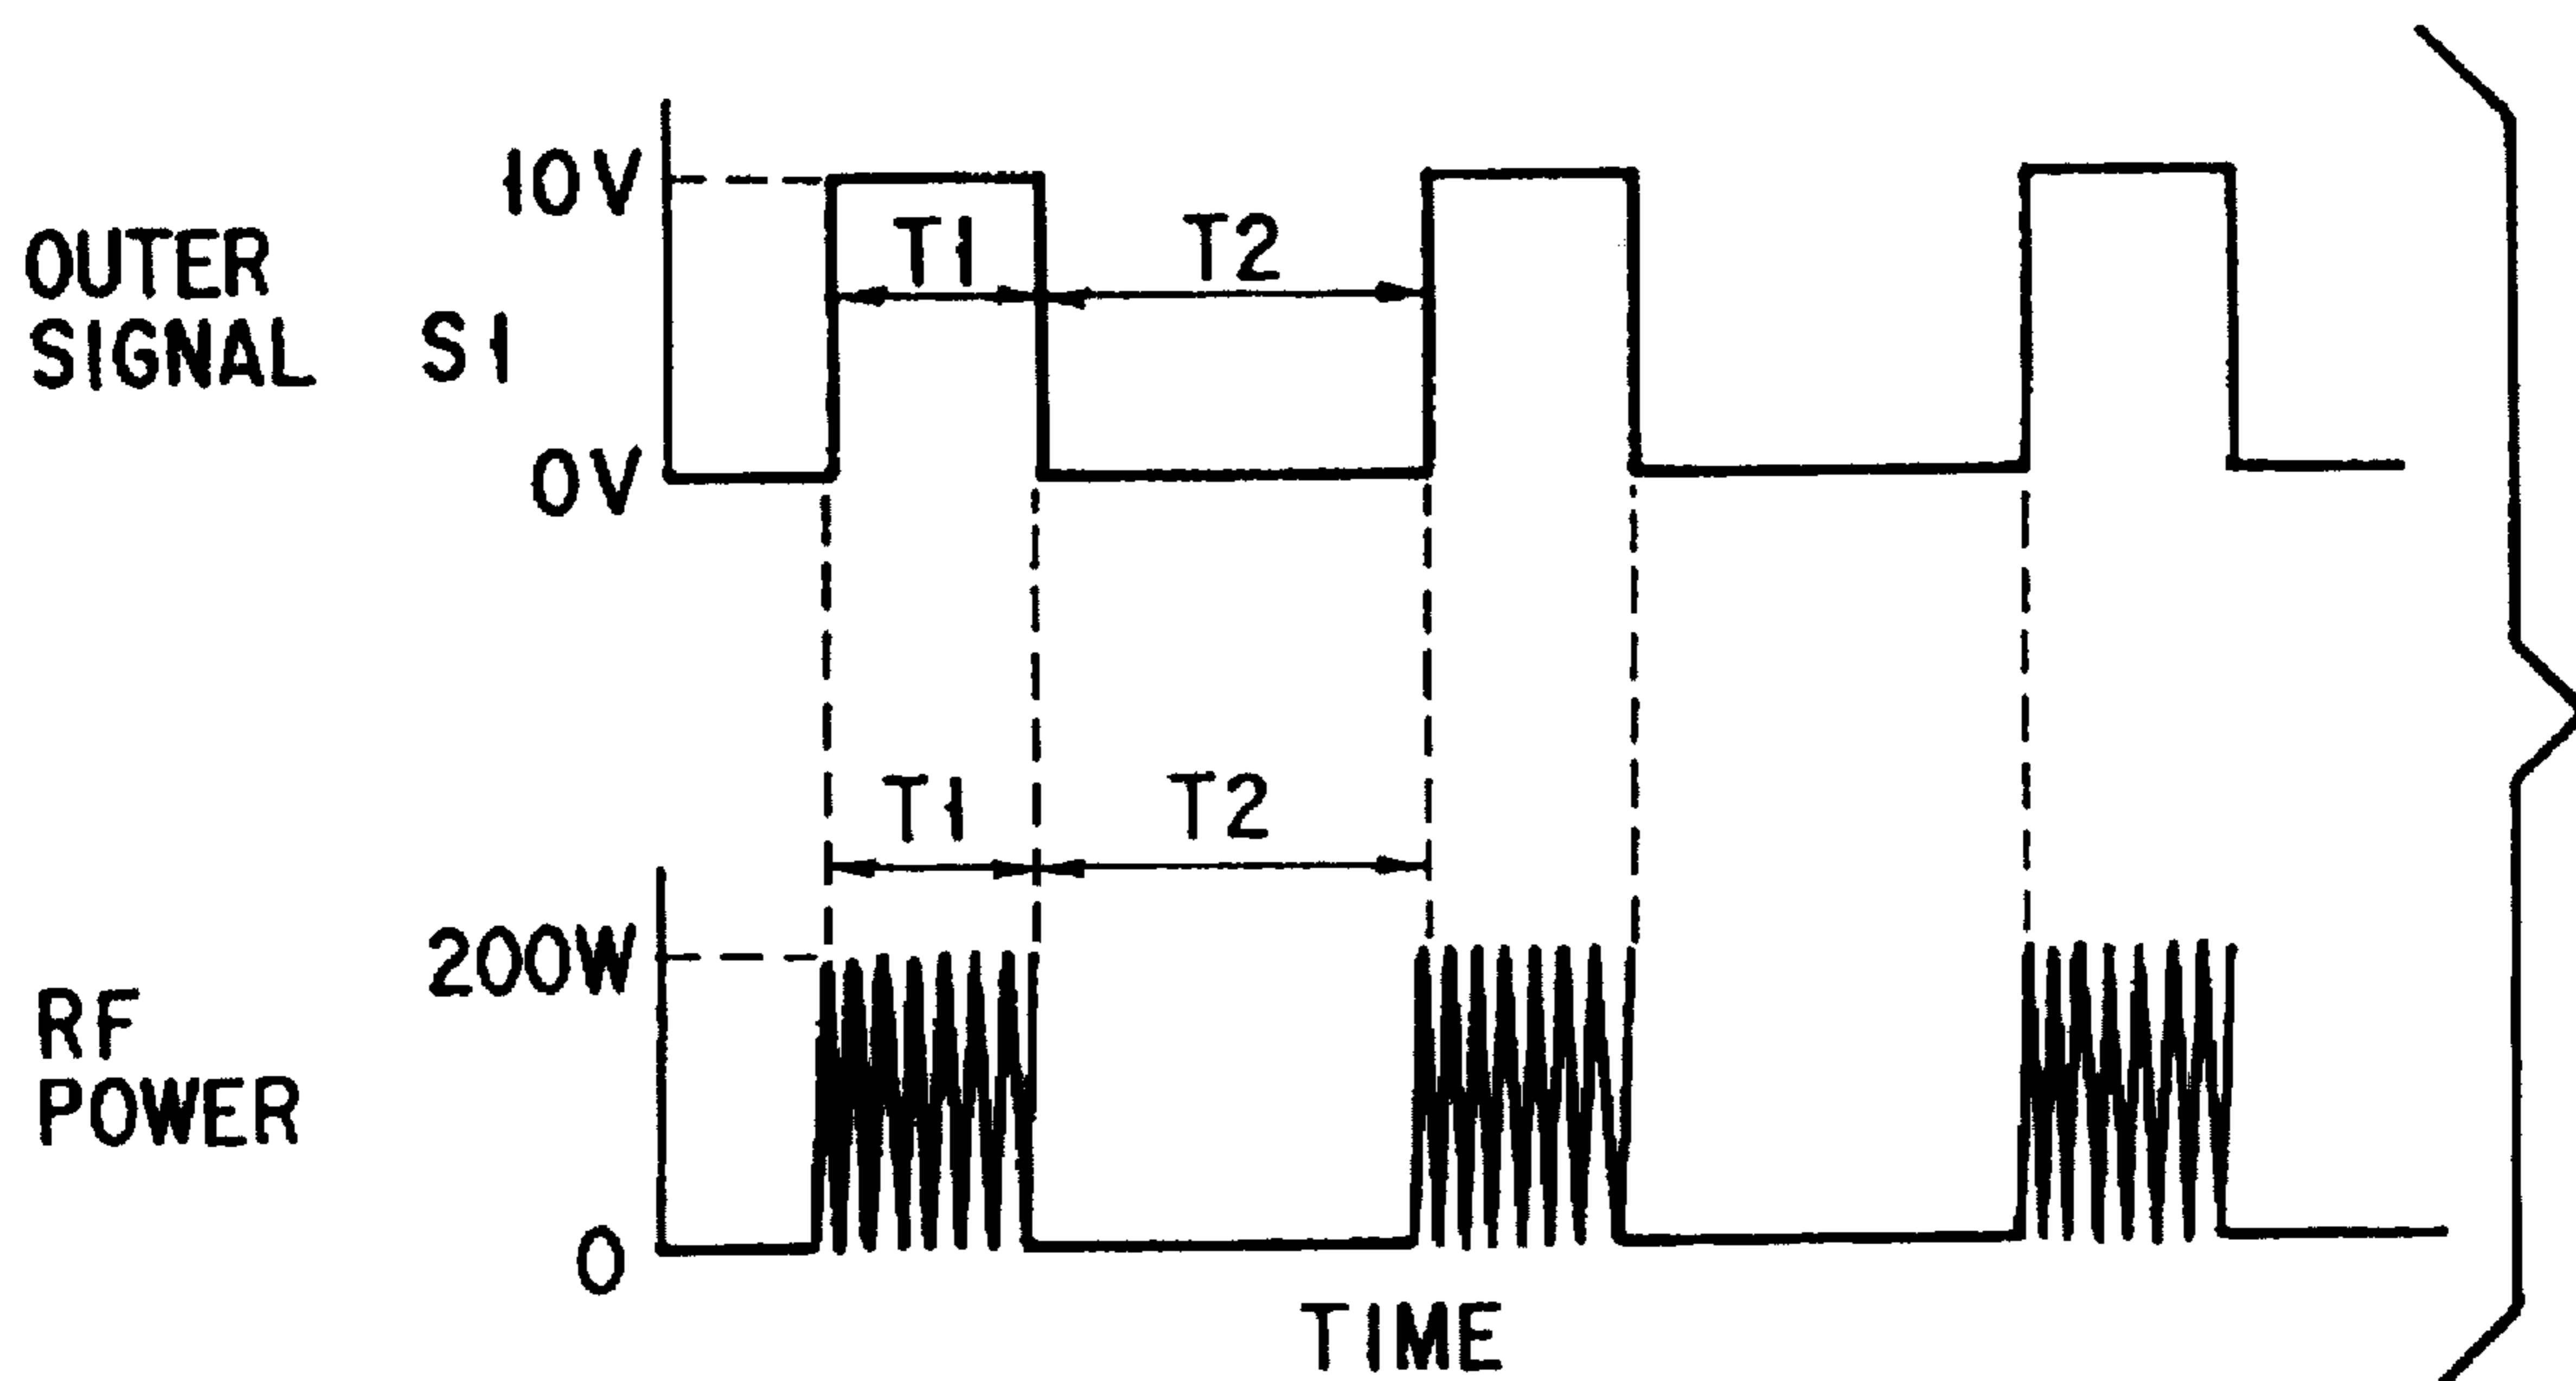 10V
T1
T2
OUTER
SIGNAL
S1
0V
T1
T2
200W
RF
POWER
0
TIME